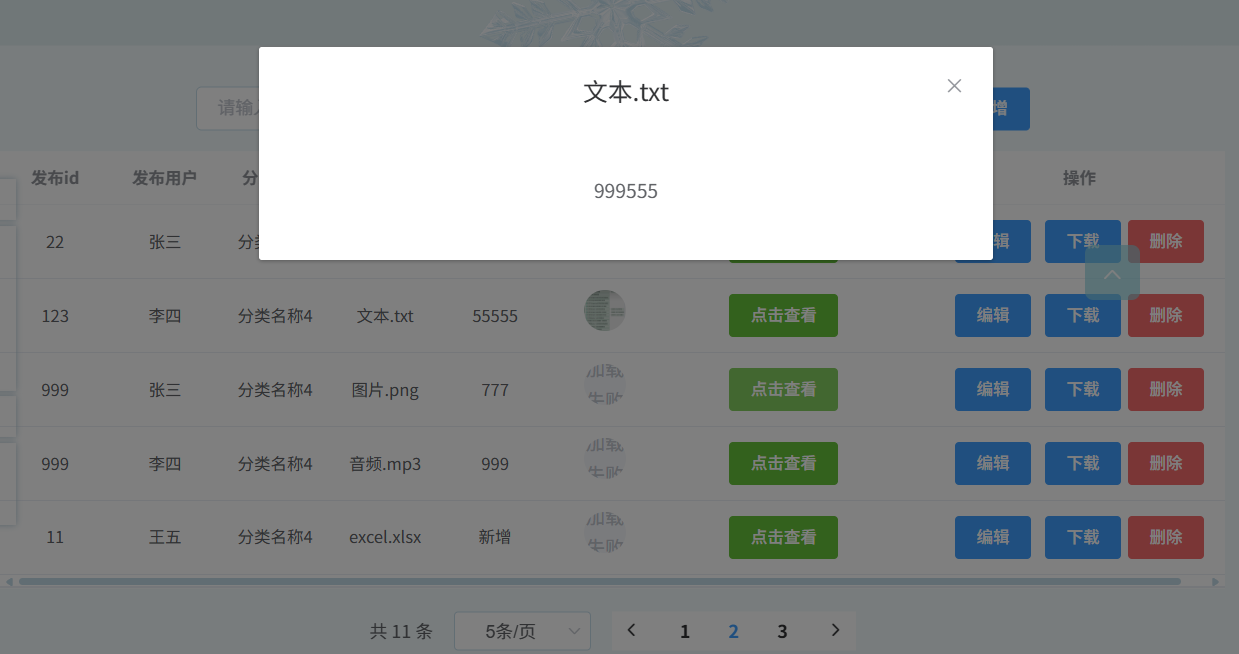 文本.txt
999555
请输
增
发布id 发布用户 分 操作
22 张三 分 辑 下载 删除
123 李四 分类名称4 文本.txt 55555 点击查看 编辑 下载 删除
999 张三 分类名称4 图片.png 777 点击查看 编辑 下载 删除
999 李四 分类名称4 音频.mp3 999 点击查看 编辑 下载 删除
11 王五 分类名称4 excel.xlsx 新增 点击查看 编辑 下载 删除
共 11 条 5条/页 1 2 3